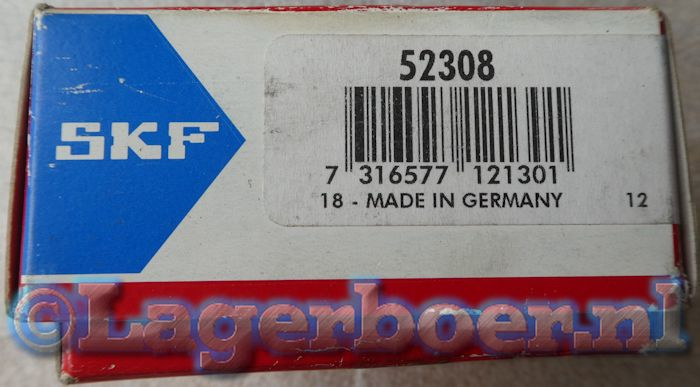 SKF
52308
7 316577 121301
18 - MADE IN GERMANY 12
©Lagerboer.nl